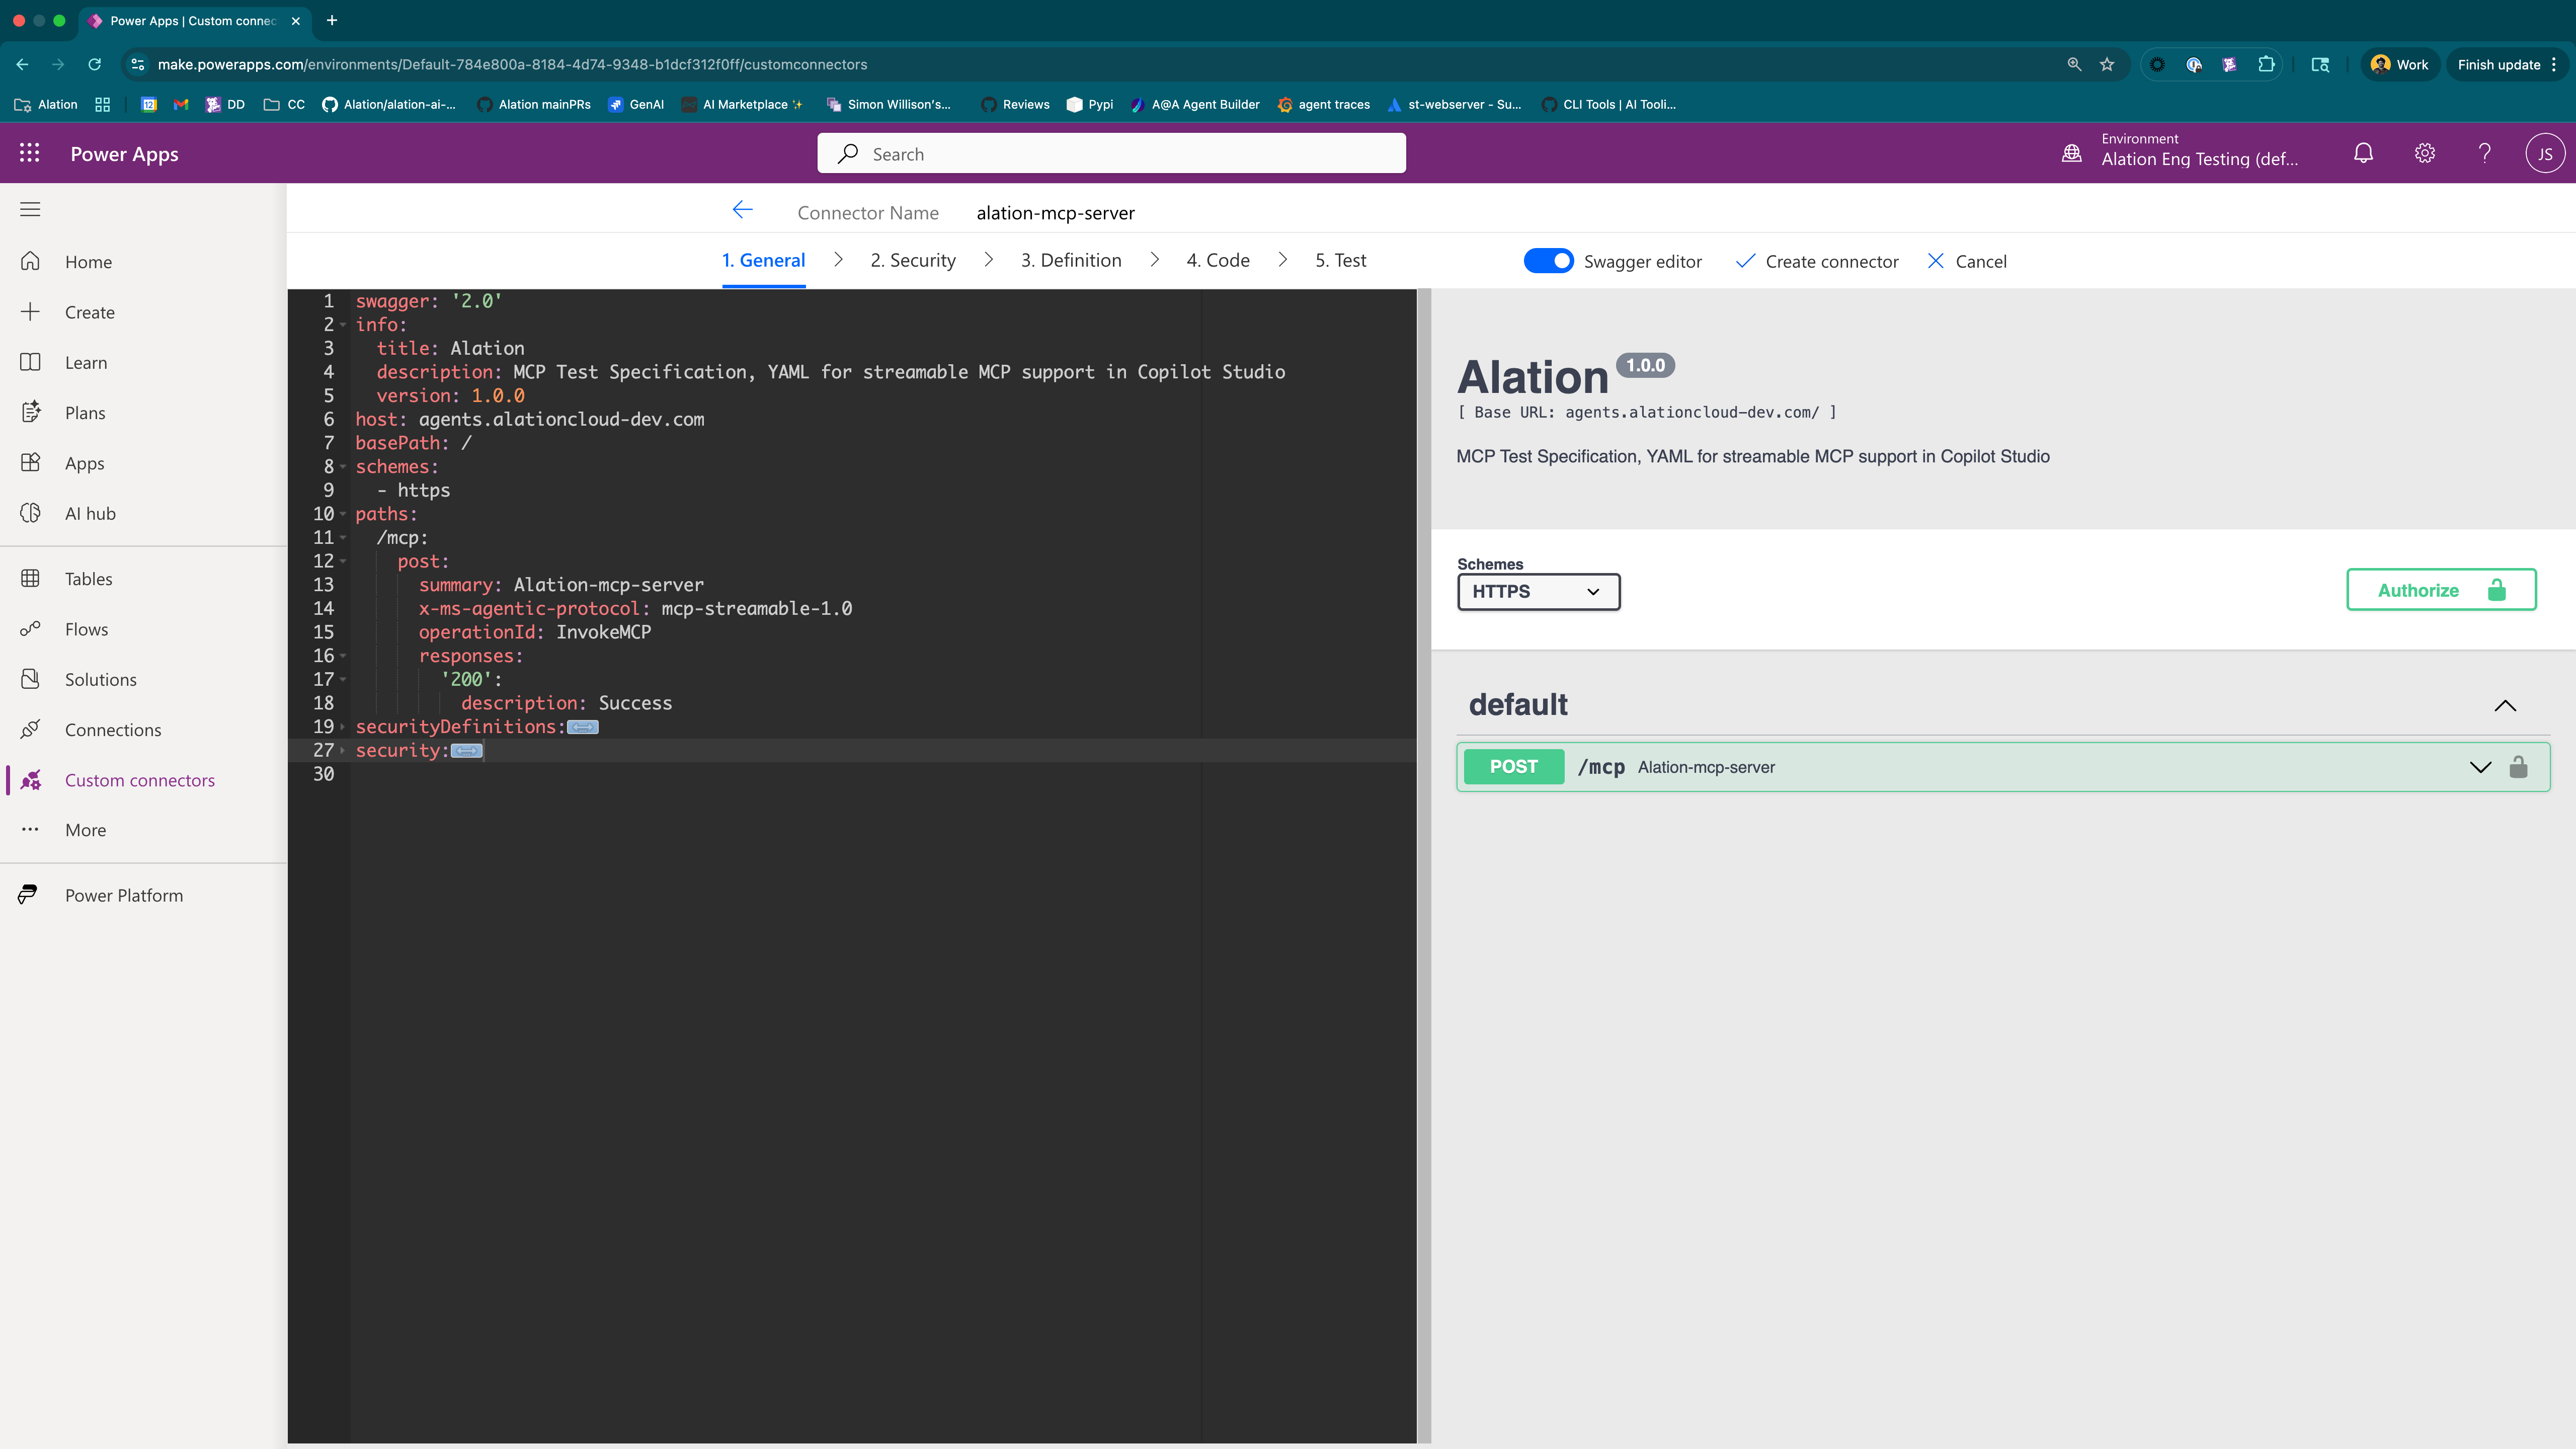 Power Apps | Custom connec
make.powerapps.com/environments/Default-784e800a-8184-4d74-9348-b1dcf312f0ff/customconnectors
Work
Finish update
Alation
12
DD
CC
Alation/alation-ai-...
Alation mainPRs
GenAI
AI Marketplace
Simon Willison's...
Reviews
Pypi
A@A Agent Builder
agent traces
st-webserver - Su...
CLI Tools | AI Tooli...
Power Apps
Search
Environment
Alation Eng Testing (def...
JS
Home
Create
Learn
Plans
Apps
AI hub
Tables
Flows
Solutions
Connections
Custom connectors
More
Power Platform
Connector Name alation-mcp-server
1. General 2. Security 3. Definition 4. Code 5. Test
Swagger editor
Create connector
Cancel
1 swagger: '2.0'
2 info:
3 title: Alation
4 description: MCP Test Specification, YAML for streamable MCP support in Copilot Studio
5 version: 1.0.0
6 host: agents.alationcloud-dev.com
7 basePath: /
8 schemes:
9 - https
10 paths:
11 /mcp:
12 post:
13 summary: Alation-mcp-server
14 x-ms-agentic-protocol: mcp-streamable-1.0
15 operationId: InvokeMCP
16 responses:
17 '200':
18 description: Success
19 securityDefinitions:
27 security:
30
Alation 1.0.0
[ Base URL: agents.alationcloud-dev.com/ ]
MCP Test Specification, YAML for streamable MCP support in Copilot Studio
Schemes
HTTPS
Authorize
default
POST /mcp Alation-mcp-server